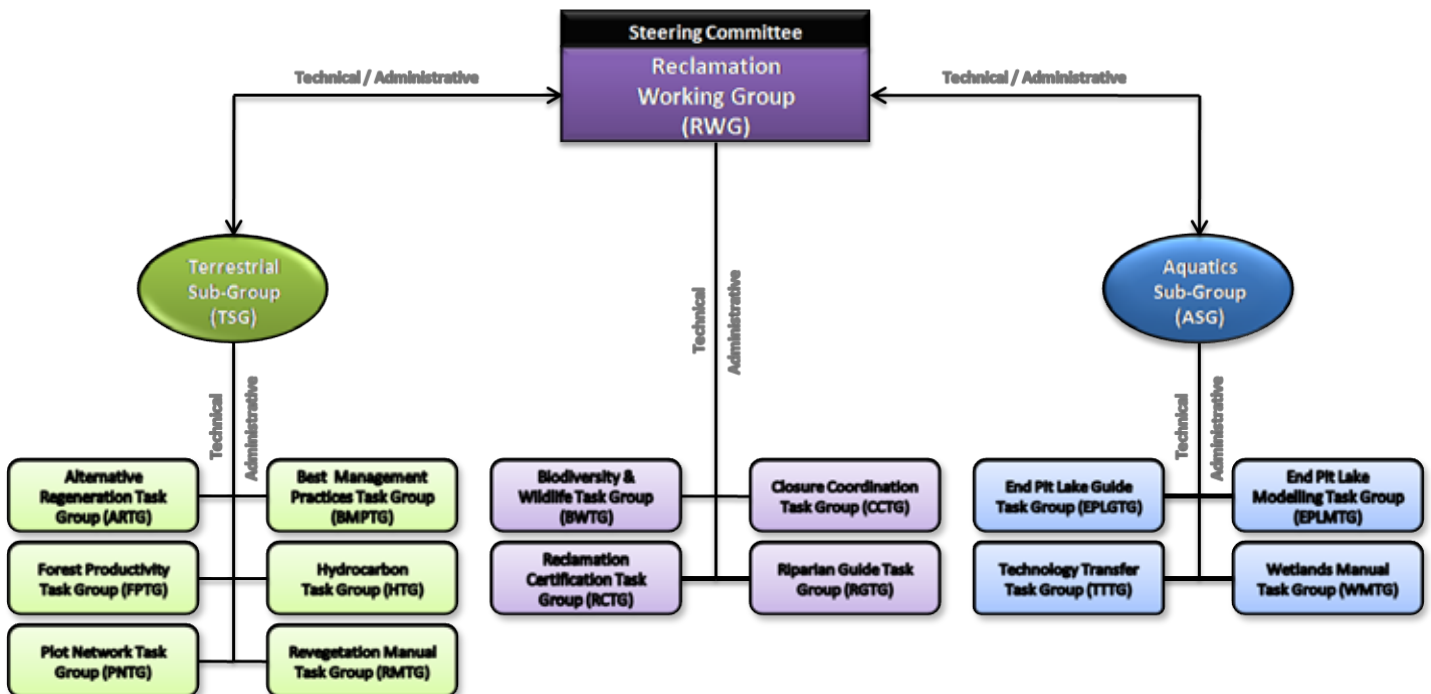 Steering Committee
Reclamation
Working Group
(RWG)
Technical / Administrative
Technical / Administrative
Terrestrial
Sub-Group
(TSG)
Aquatics
Sub-Group
(ASG)
Technical
Administrative
Technical
Administrative
Technical
Administrative
Alternative
Regeneration Task
Group (ARTG)
Best Management
Practices Task Group
(BMPTG)
Forest Productivity
Task Group (FPTG)
Hydrocarbon
Task Group (HTG)
Plot Network Task
Group (PNTG)
Revegetation Manual
Task Group (RMTG)
Biodiversity &
Wildlife Task Group
(BWTG)
Closure Coordination
Task Group (CCTG)
Reclamation
Certification Task
Group (RCTG)
Riparian Guide Task
Group (RGTG)
End Pit Lake Guide
Task Group (EPLGTG)
End Pit Lake
Modelling Task Group
(EPLMTG)
Technology Transfer
Task Group (TTTG)
Wetlands Manual
Task Group (WMTG)